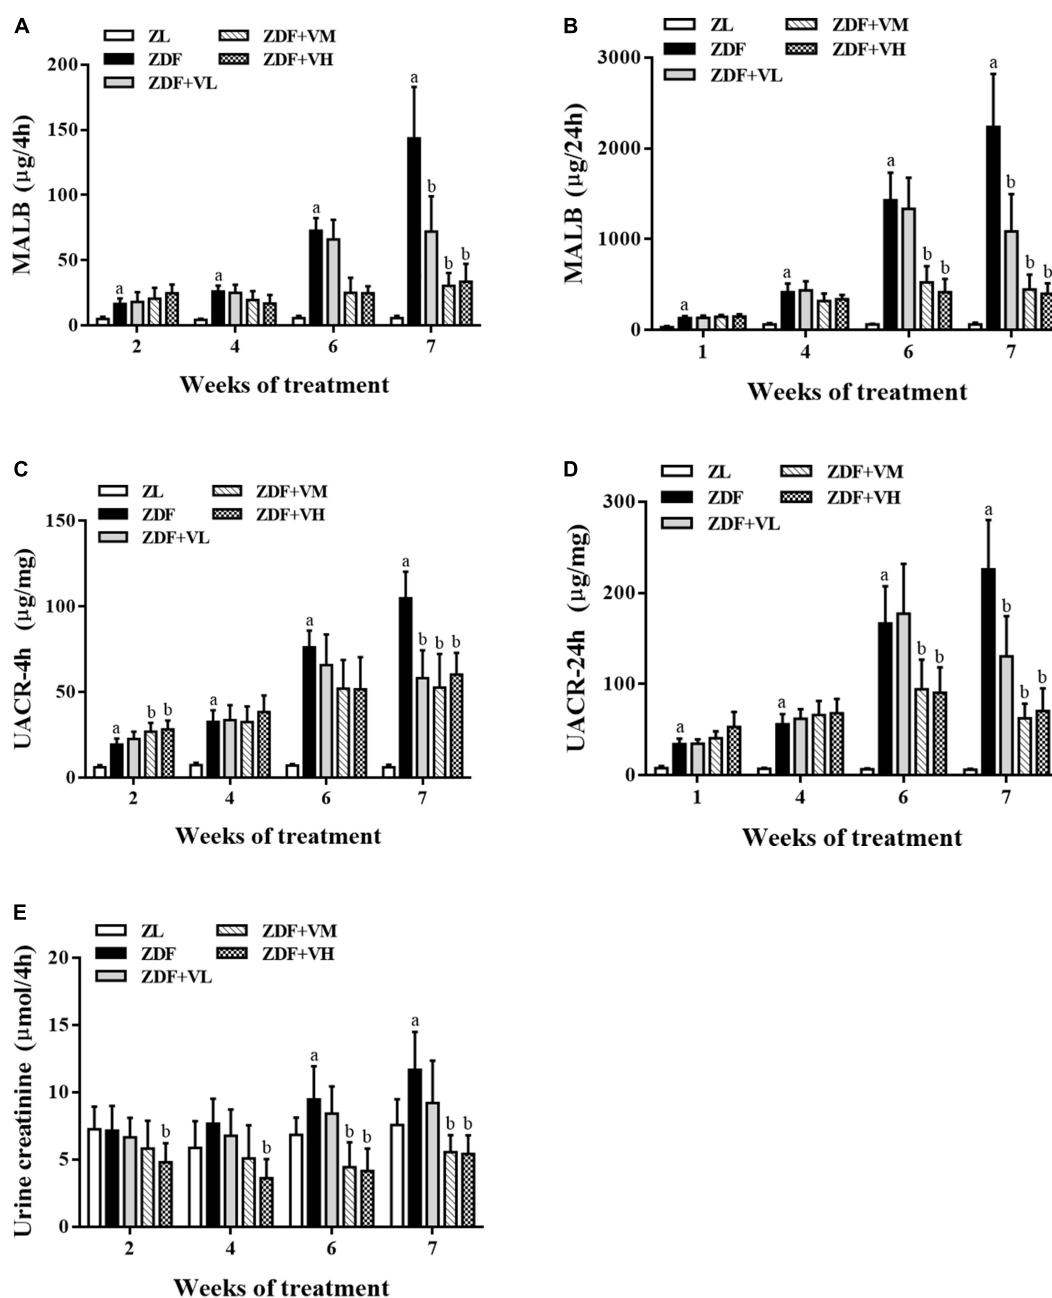 A
ZL
ZDF
ZDF+VL
ZDF+VM
ZDF+VH
MALB (µg/4h)
200
150
100
50
0
a
a
a
a
b
b
b
2
4
6
7
Weeks of treatment
B
ZL
ZDF
ZDF+VL
ZDF+VM
ZDF+VH
MALB (µg/24h)
3000
2000
1000
0
a
a
a
b
b
a
b
b
b
1
4
6
7
Weeks of treatment
C
ZL
ZDF
ZDF+VL
ZDF+VM
ZDF+VH
UACR-4h (µg/mg)
150
100
50
0
a
b
b
a
a
a
b
b
b
2
4
6
7
Weeks of treatment
D
ZL
ZDF
ZDF+VL
ZDF+VM
ZDF+VH
UACR-24h (µg/mg)
300
200
100
0
a
a
a
b
b
a
b
b
b
1
4
6
7
Weeks of treatment
E
ZL
ZDF
ZDF+VL
ZDF+VM
ZDF+VH
Urine creatinine (µmol/4h)
20
15
10
5
0
b
b
a
b
b
a
b
b
2
4
6
7
Weeks of treatment